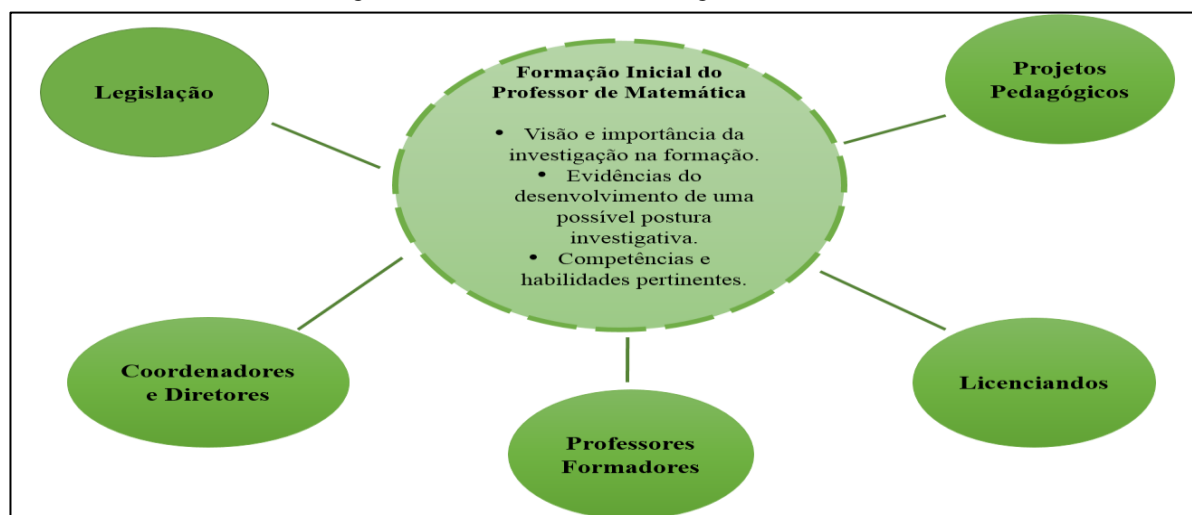 Legislação
Formação Inicial do
Professor de Matemática
• Visão e importância da
investigação na formação.
• Evidências do
desenvolvimento de uma
possível postura
investigativa.
• Competências e
habilidades pertinentes.
Projetos
Pedagógicos
Coordenadores
e Diretores
Professores
Formadores
Licenciandos